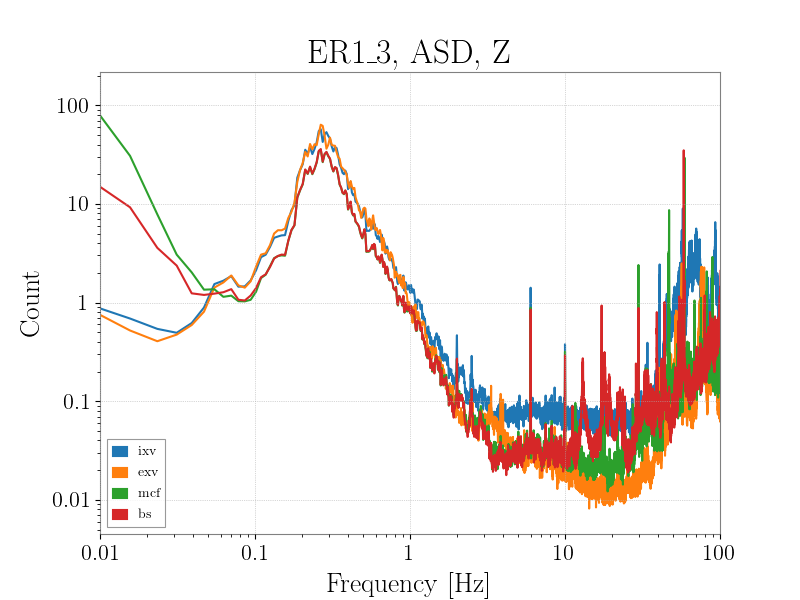 ER1_3, ASD, Z
Count
100
10
1
0.1
0.01
ixv
exv
mcf
bs
0.01
0.1
1
10
100
Frequency [Hz]